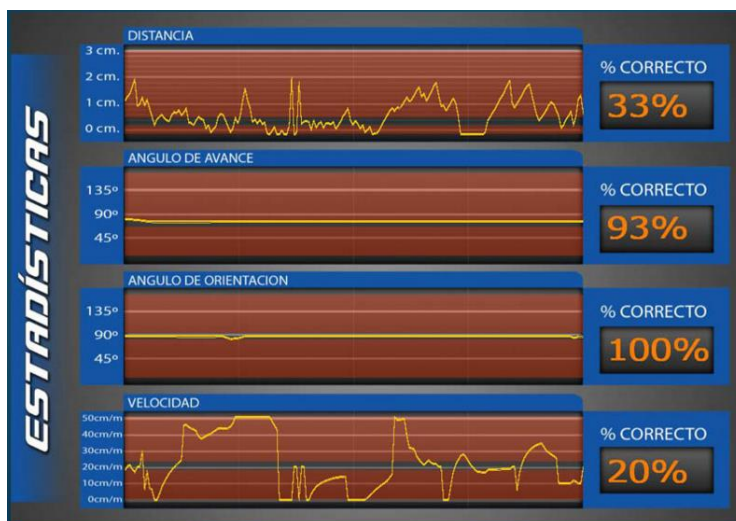 ESTADÍSTICAS
DISTANCIA
3 cm.
2 cm.
1 cm.
0 cm.
% CORRECTO
33%
ANGULO DE AVANCE
135º
90º
45º
% CORRECTO
93%
ANGULO DE ORIENTACION
135º
90º
45º
% CORRECTO
100%
VELOCIDAD
50cm/m
40cm/m
30cm/m
20cm/m
10cm/m
0cm/m
% CORRECTO
20%